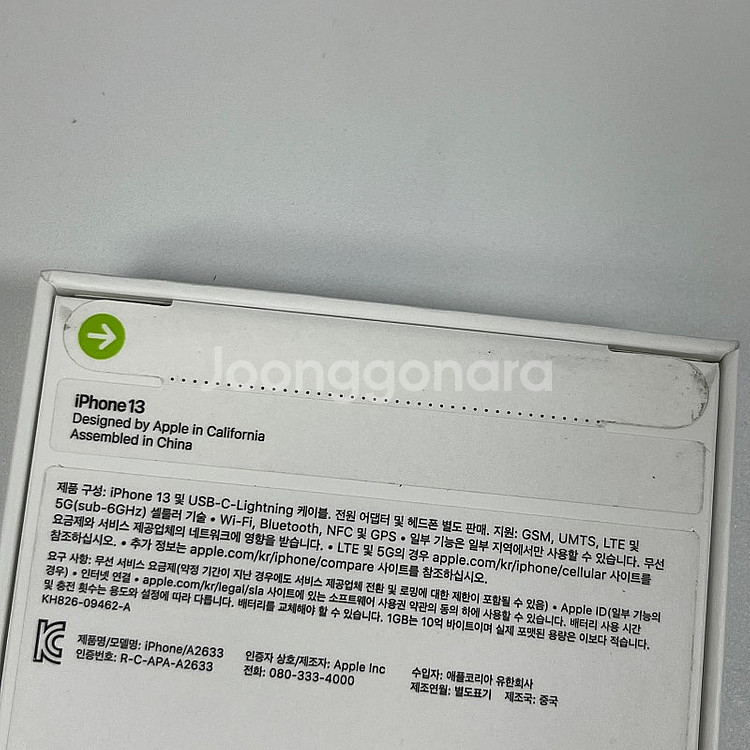 Joonggonara
iPhone 13
Designed by Apple in California
Assembled in China
제품 구성: iPhone 13 및 USB-C-Lightning 케이블. 전원 어댑터 및 헤드폰 별도 판매. 지원: GSM, UMTS, LTE 및
5G(sub-6GHz) 셀룰러 기술 • Wi-Fi, Bluetooth, NFC 및 GPS • 일부 기능은 일부 지역에서만 사용할 수 있습니다. 무선
요금제와 서비스 제공업체의 네트워크에 영향을 받습니다. • LTE 및 5G의 경우 apple.com/kr/iphone/cellular 사이트를
참조하십시오. • 추가 정보는 apple.com/kr/iphone/compare 사이트를 참조하십시오.
요구 사항: 무선 서비스 요금제(약정 기간이 지난 경우에도 서비스 제공업체 전환 및 로밍에 대한 제한이 포함될 수 있음) • Apple ID(일부 기능의
경우) • 인터넷 연결 • apple.com/kr/legal/sla 사이트에 있는 소프트웨어 사용권 약관의 동의 하에 사용할 수 있습니다. 배터리 사용 시간
및 충전 횟수는 용도와 설정에 따라 다릅니다. 배터리를 교체해야 할 수 있습니다. 1GB는 10억 바이트이며 실제 포맷된 용량은 이보다 적습니다.
KH826-09462-A
제품명/모델명: iPhone/A2633
인증번호: R-C-APA-A2633
인증자 상호/제조자: Apple Inc
전화: 080-333-4000
수입자: 애플코리아 유한회사
제조연월: 별도표기 제조국: 중국